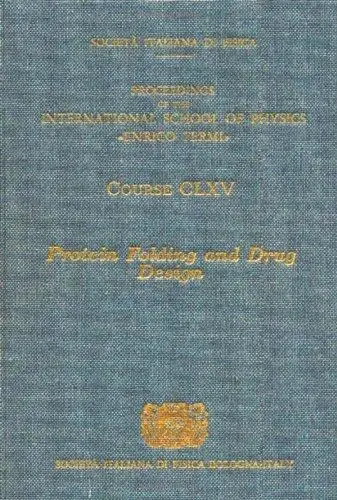 SOCIETÀ ITALIANA DI FISICA
PROCEEDINGS
OF THE
INTERNATIONAL SCHOOL OF PHYSICS
«ENRICO FERMI»
COURSE CLXV
Protein Folding and Drug
Design
SOCIETÀ ITALIANA DI FISICA BOLOGNA-ITALY